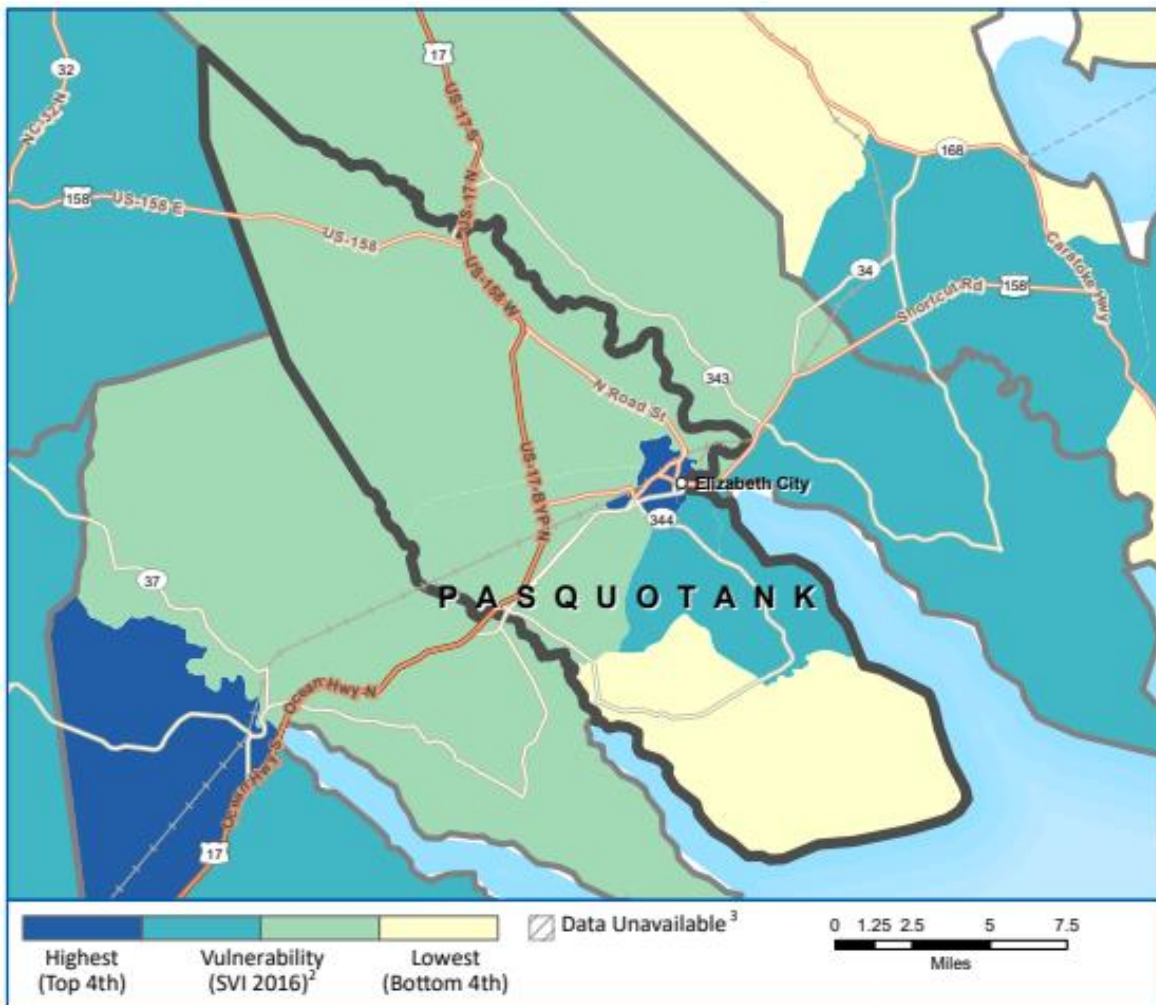 32
17
NC-32 N
US-17 S
168
158
US-158 E
US-17 N
US-158
34
Caratoke Hwy
Shortcut Rd
158
US-158 W
343
N Road St
US-17-BYP N
Elizabeth City
344
37
PASQUOTANK
Ocean Hwy N
Ocean Hwy S
17
Data Unavailable 3
0 1.25 2.5 5 7.5
Miles
Highest
(Top 4th)
Vulnerability
(SVI 2016)2
Lowest
(Bottom 4th)